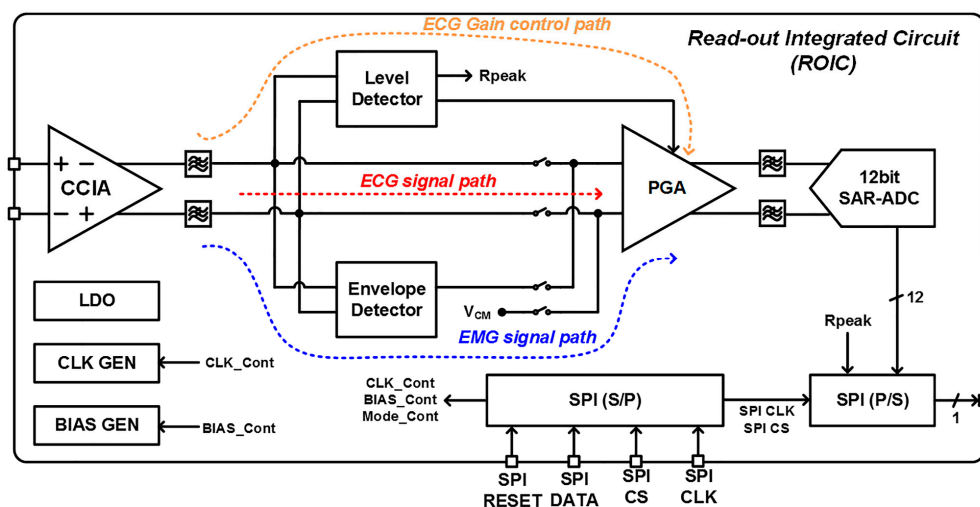 ECG Gain control path
Read-out Integrated Circuit
(ROIC)
Level
Detector
Rpeak
+ −
CCIA
− +
ECG signal path
PGA
12bit
SAR-ADC
Envelope
Detector
VCM
EMG signal path
12
Rpeak
LDO
CLK GEN
CLK_Cont
BIAS GEN
BIAS_Cont
CLK_Cont
BIAS_Cont
Mode_Cont
SPI (S/P)
SPI CLK
SPI CS
SPI (P/S)
1
SPI
RESET
SPI
DATA
SPI
CS
SPI
CLK